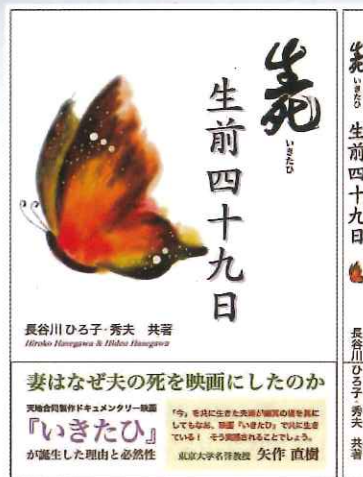 生死
いきたひ
生前四十九日
長谷川ひろ子・秀夫 共著
Hiroko Hasegawa & Hideo Hasegawa
妻はなぜ夫の死を映画にしたのか
天地合同製作ドキュメンタリー映画
『いきたひ』
が誕生した理由と必然性
「今」を共に生きた夫婦が幽冥の境を異に
してもなお、映画『いきたひ』で共に生き
ている! そう実感されることでしょう。
東京大学名誉教授 矢作 直樹
生死
いきたひ
生前四十九日
長谷川ひろ子・秀夫 共著